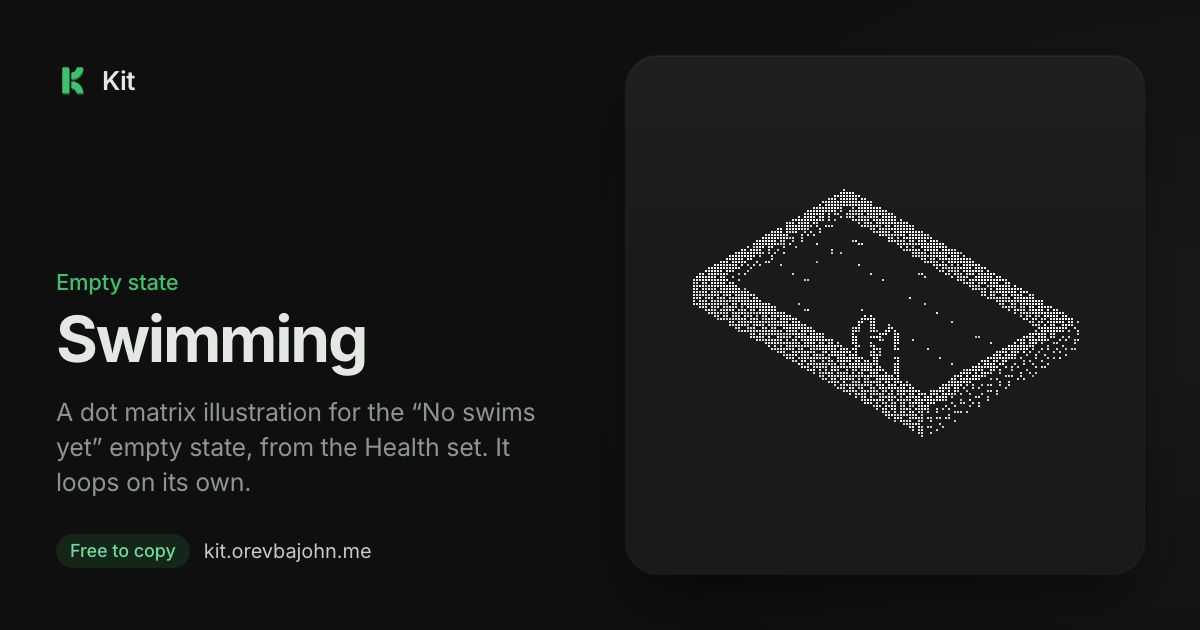 Kit
Empty state
Swimming
A dot matrix illustration for the “No swims
yet” empty state, from the Health set. It
loops on its own.
Free to copy
kit.orevbajohn.me